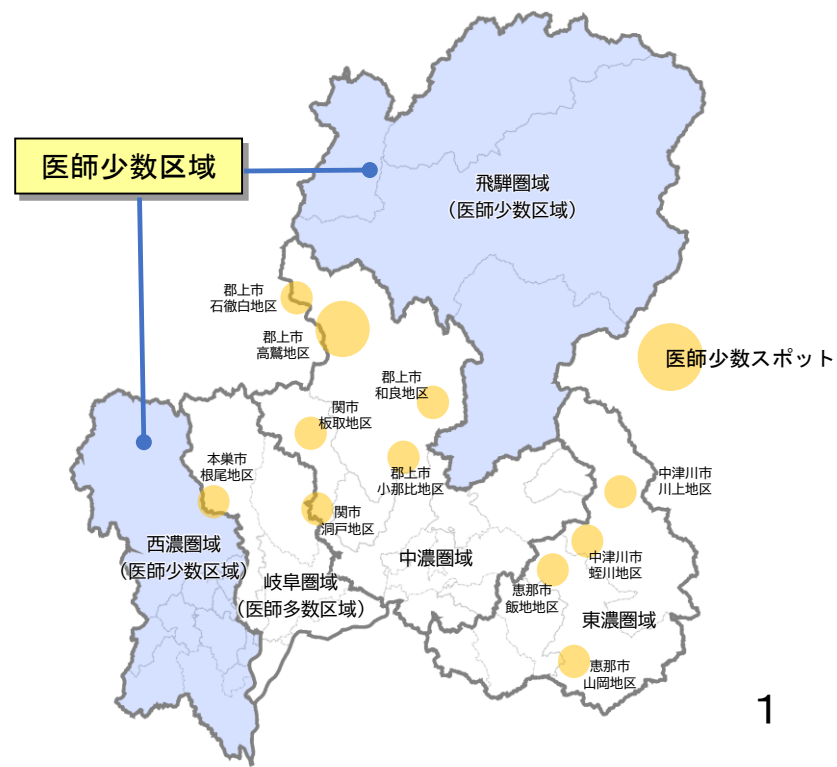 医師少数区域
飛騨圏域
（医師少数区域）
郡上市
石徹白地区
郡上市
高鷲地区
医師少数スポット
郡上市
和良地区
関市
板取地区
本巣市
根尾地区
郡上市
小那比地区
中津川市
川上地区
関市
洞戸地区
西濃圏域
（医師少数区域）
岐阜圏域
（医師多数区域）
中濃圏域
中津川市
蛭川地区
恵那市
飯地地区
東濃圏域
恵那市
山岡地区
1